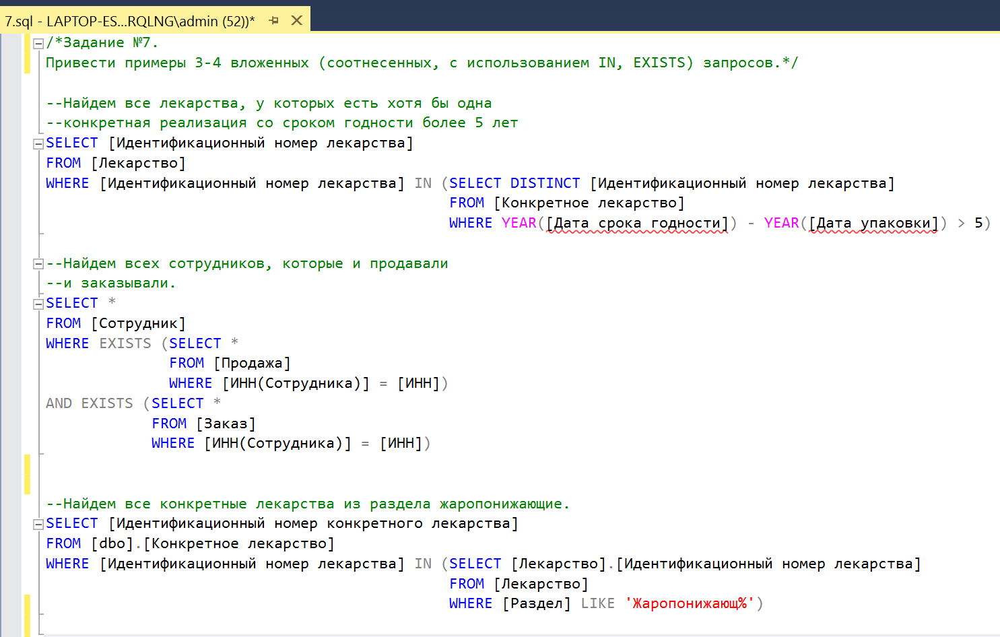 7.sql - LAPTOP-ES...RQLNG\admin (52))*
/*Задание №7.
Привести примеры 3-4 вложенных (соотнесенных, с использованием IN, EXISTS) запросов.*/
--Найдем все лекарства, у которых есть хотя бы одна
--конкретная реализация со сроком годности более 5 лет
SELECT [Идентификационный номер лекарства]
FROM [Лекарство]
WHERE [Идентификационный номер лекарства] IN (SELECT DISTINCT [Идентификационный номер лекарства]
FROM [Конкретное лекарство]
WHERE YEAR([Дата срока годности]) - YEAR([Дата упаковки]) > 5)
--Найдем всех сотрудников, которые и продавали
--и заказывали.
SELECT *
FROM [Сотрудник]
WHERE EXISTS (SELECT *
FROM [Продажа]
WHERE [ИНН(Сотрудника)] = [ИНН])
AND EXISTS (SELECT *
FROM [Заказ]
WHERE [ИНН(Сотрудника)] = [ИНН])
--Найдем все конкретные лекарства из раздела жаропонижающие.
SELECT [Идентификационный номер конкретного лекарства]
FROM [dbo].[Конкретное лекарство]
WHERE [Идентификационный номер лекарства] IN (SELECT [Лекарство].[Идентификационный номер лекарства]
FROM [Лекарство]
WHERE [Раздел] LIKE 'Жаропонижающ%')